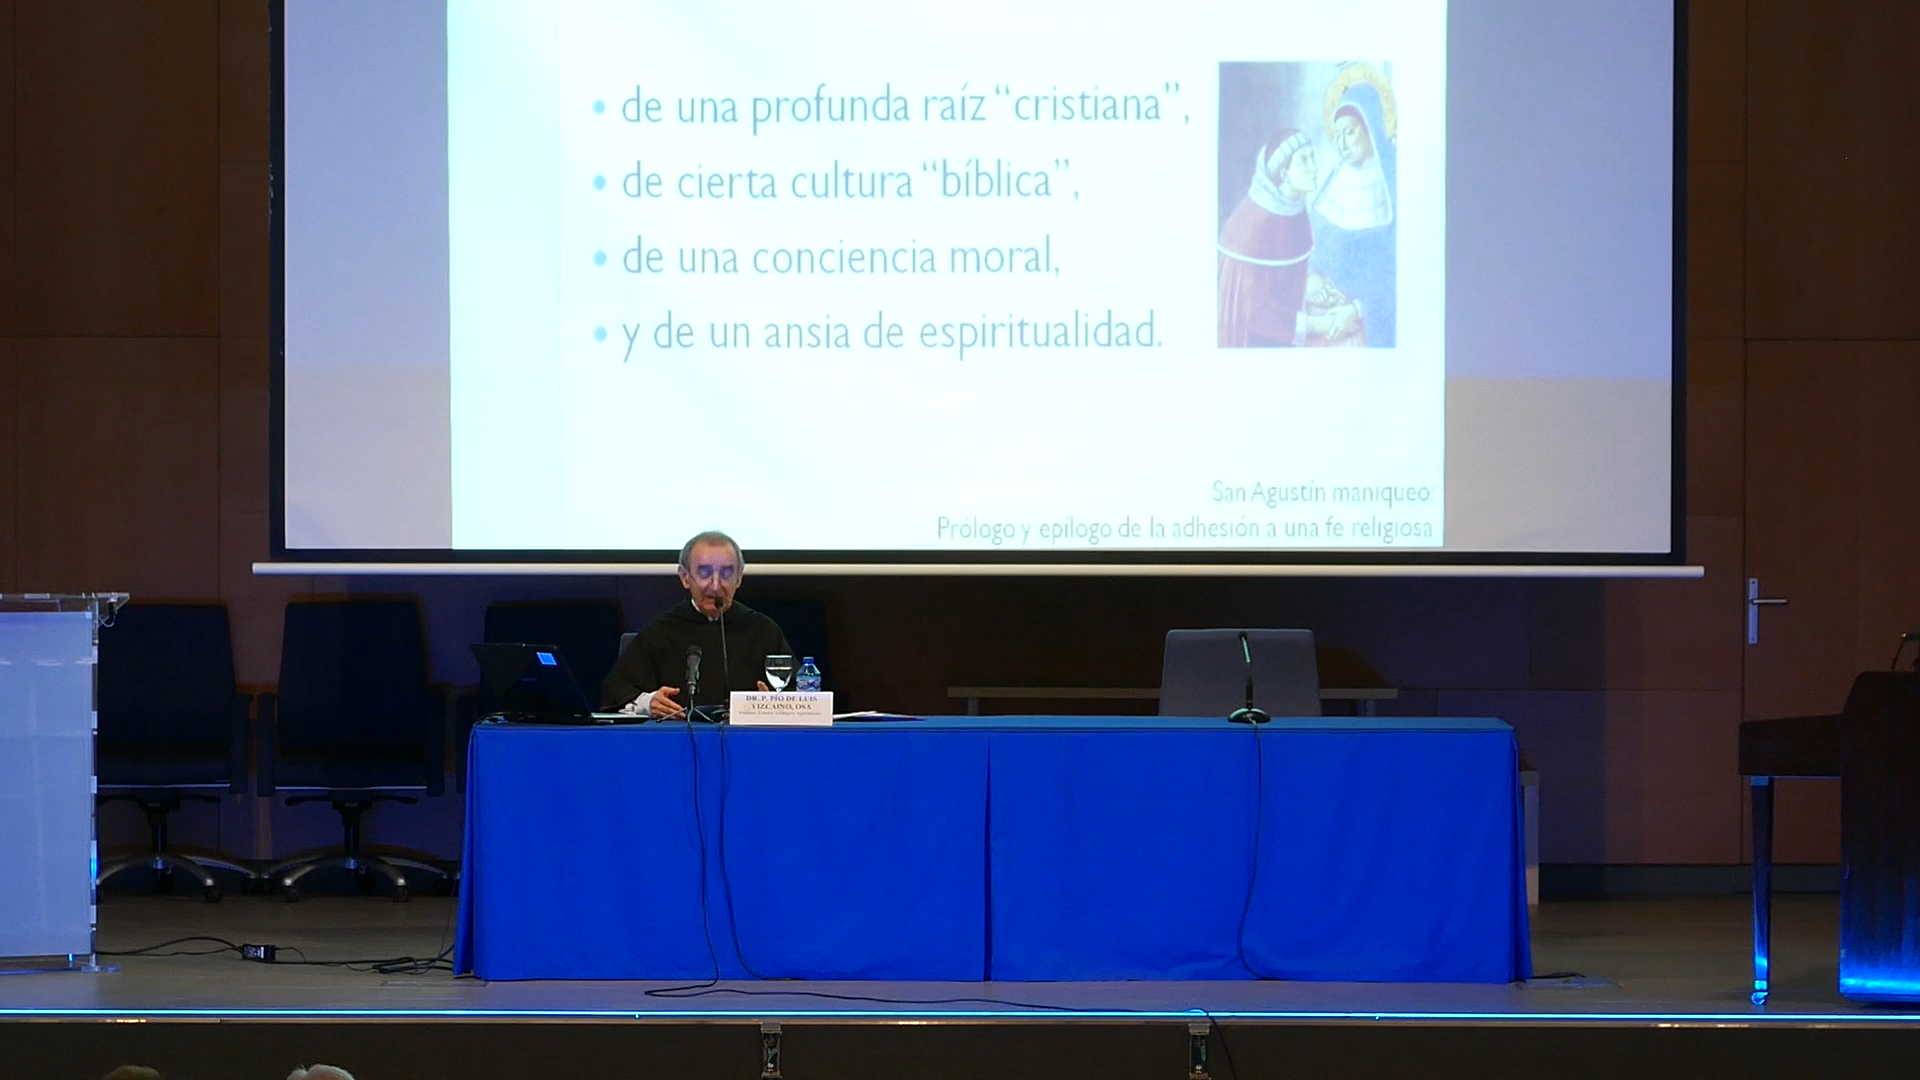 • de una profunda raíz “cristiana”,
• de cierta cultura “bíblica”,
• de una conciencia moral,
• y de un ansia de espiritualidad.
San Agustín maniqueo:
Prólogo y epílogo de la adhesión a una fe religiosa
DR. P. PÍO DE LUIS
VIZCAÍNO, OSA